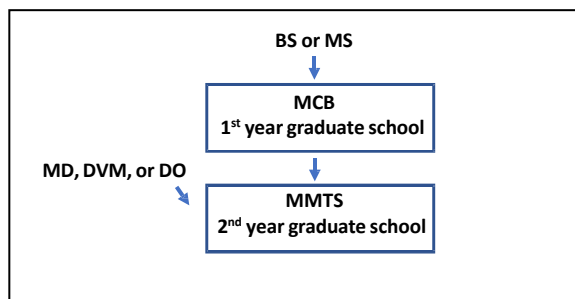 BS or MS
MCB
1st year graduate school
MD, DVM, or DO
MMTS
2nd year graduate school